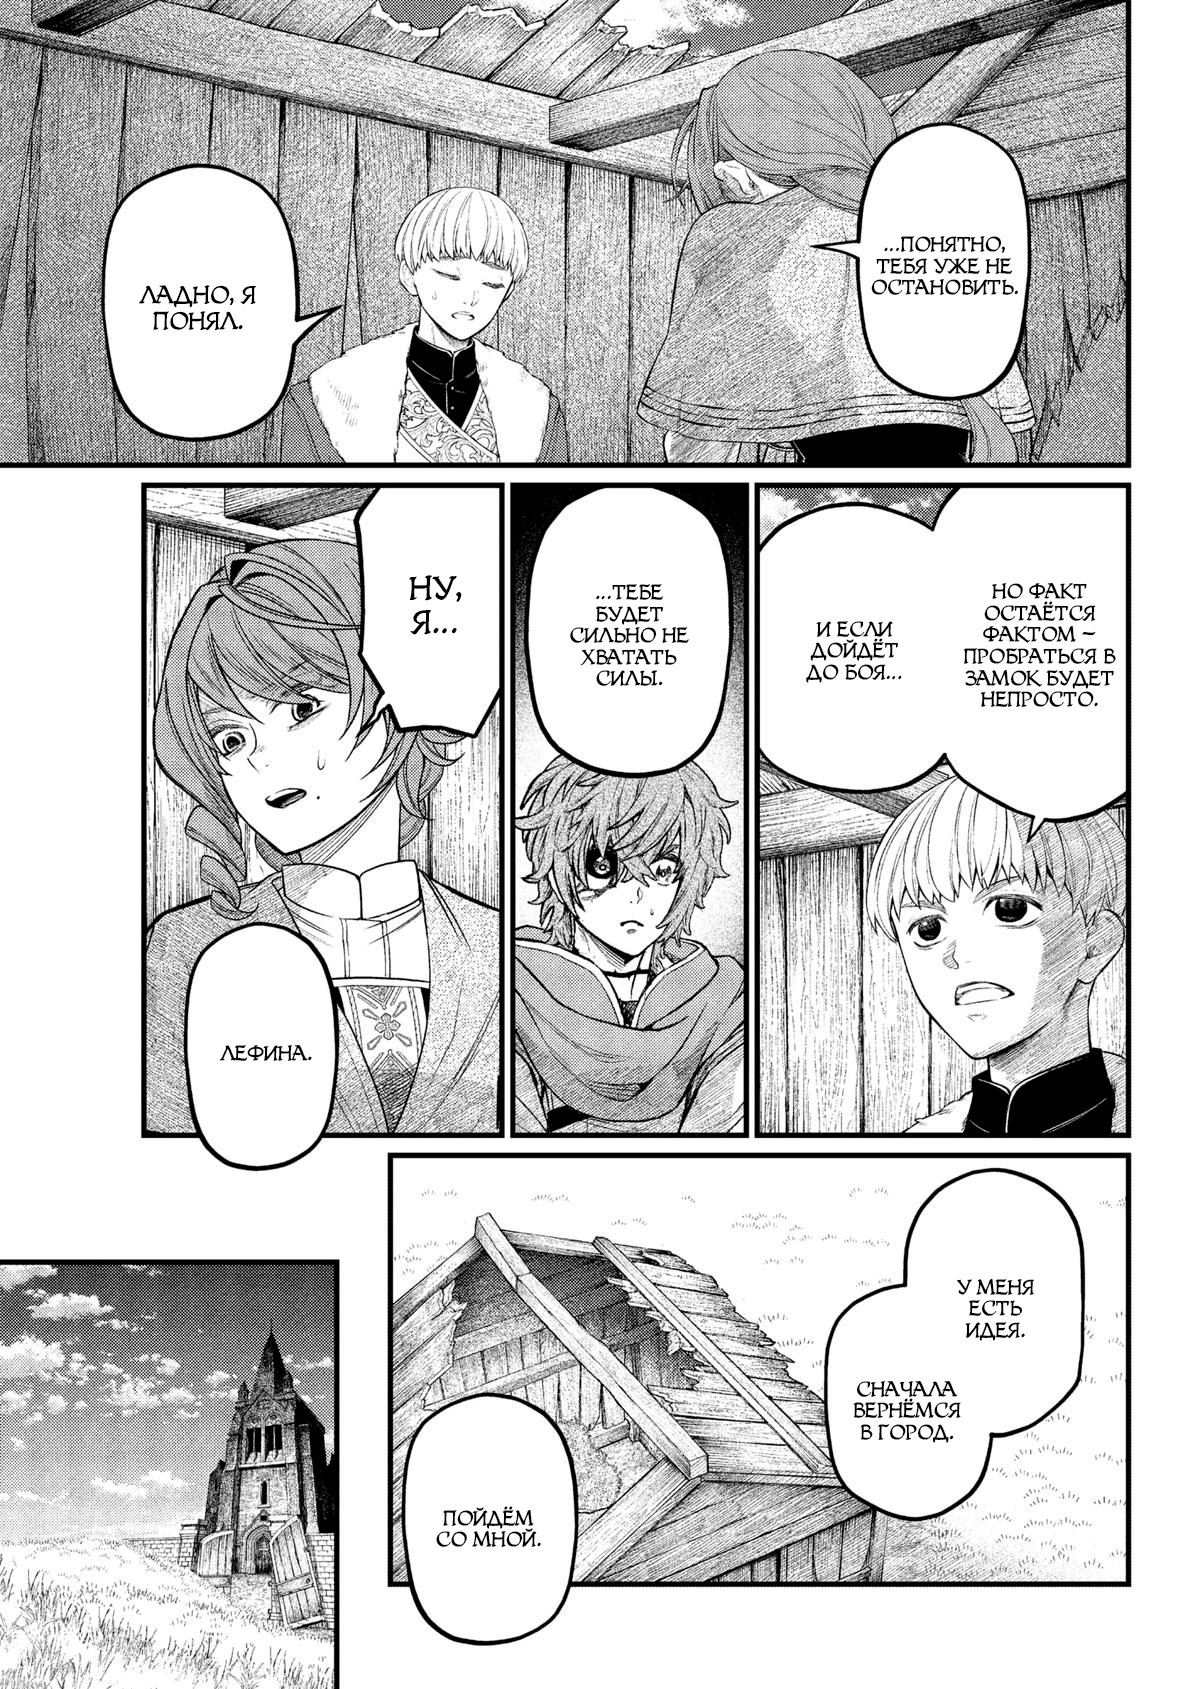 ...ПОНЯТНО,
ТЕБЯ УЖЕ НЕ
ОСТАНОВИТЬ.
ЛАДНО, Я
ПОНЯЛ.
НО ФАКТ
ОСТАЁТСЯ
ФАКТОМ –
ПРОБРАТЬСЯ В
ЗАМОК БУДЕТ
НЕПРОСТО.
И ЕСЛИ
ДОЙДЁТ
ДО БОЯ...
...ТЕБЕ
БУДЕТ
СИЛЬНО НЕ
ХВАТАТЬ
СИЛЫ.
НУ,
Я...
ЛЕФИНА.
У МЕНЯ
ЕСТЬ
ИДЕЯ.
СНАЧАЛА
ВЕРНЁМСЯ
В ГОРОД.
ПОЙДЁМ
СО МНОЙ.